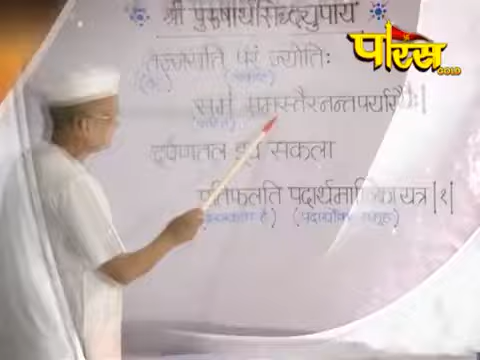 श्री पुरुषार्थसिद्ध्युपाय
पारस
GOLD
तज्जयति परं ज्योतिः
समं समस्तैरनन्तपर्यायैः|
दर्पणतल इव सकला
प्रतिफलति पदार्थमालिका यत्र|१|